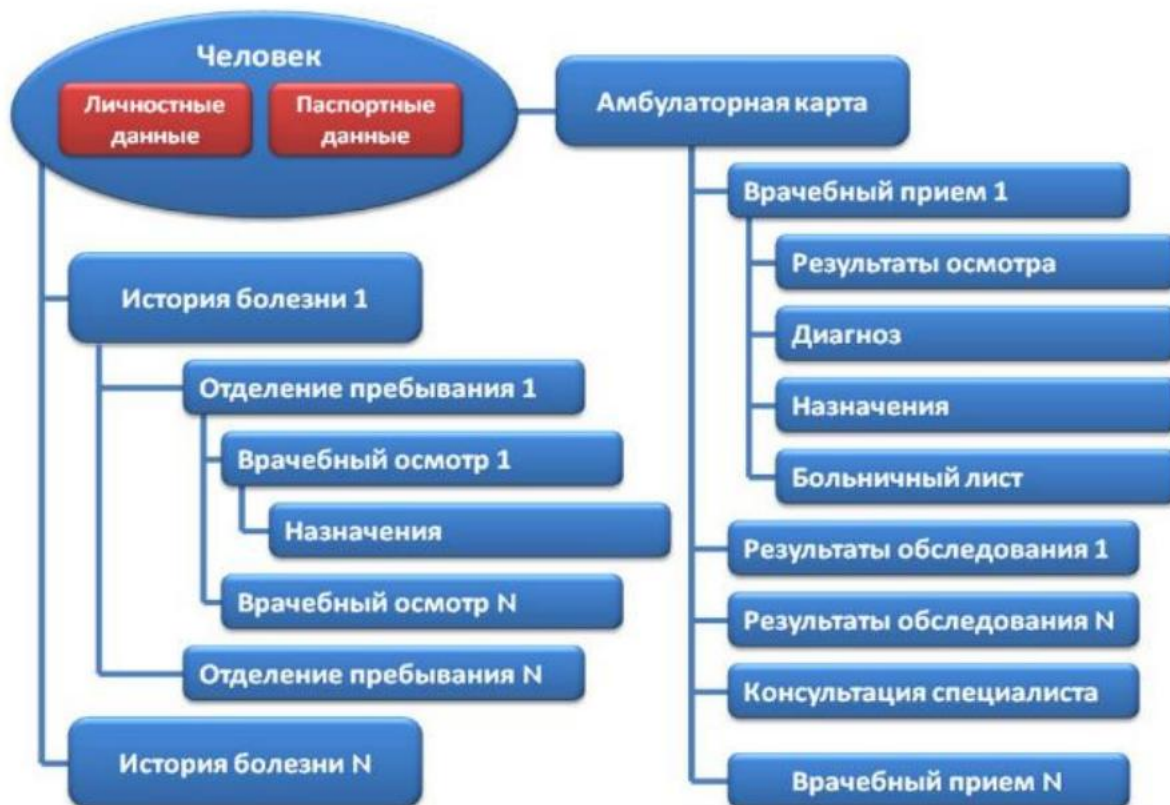 Человек
Личностные
данные
Паспортные
данные
Амбулаторная карта
История болезни 1
Отделение пребывания 1
Врачебный осмотр 1
Назначения
Врачебный осмотр N
Отделение пребывания N
История болезни N
Врачебный прием 1
Результаты осмотра
Диагноз
Назначения
Больничный лист
Результаты обследования 1
Результаты обследования N
Консультация специалиста
Врачебный прием N